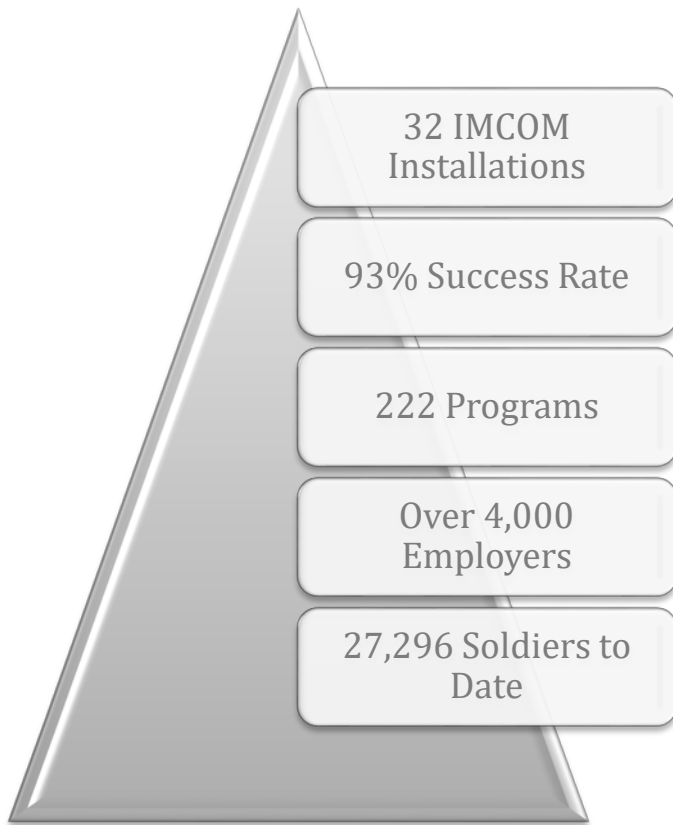 32 IMCOM
Installations
93% Success Rate
222 Programs
Over 4,000
Employers
27,296 Soldiers to
Date